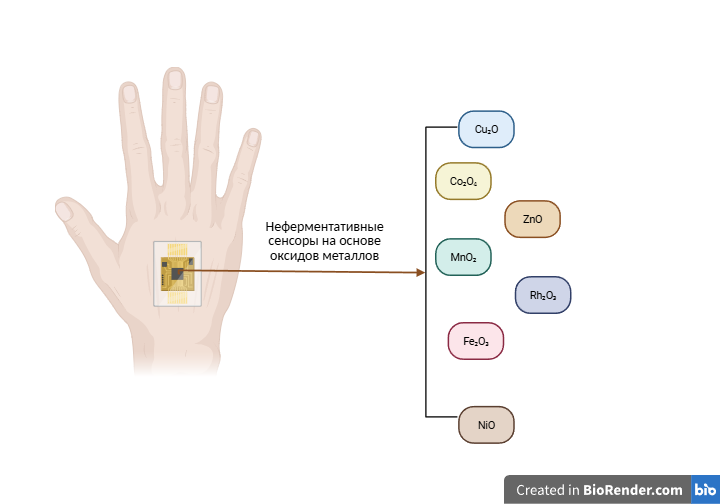 Cu₂O
Co₃O₄
ZnO
Неферментативные
сенсоры на основе
оксидов металлов
MnO₂
Rh₂O₃
Fe₂O₃
NiO
Created in BioRender.com bio